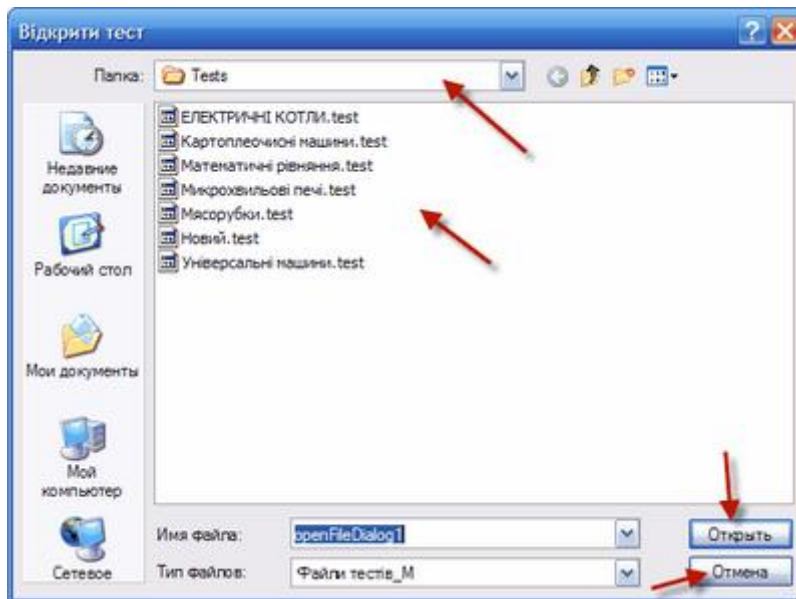 Відкрити тест
Папка: Tests
ЕЛЕКТРИЧНІ КОТЛИ.test
Картоплеочисні машини.test
Математичні рівняння.test
Микрохвильові печі.test
Мясорубки.test
Новий.test
Універсальні машини.test
Недавние
документы
Рабочий стол
Мои документы
Мой
компьютер
Сетевое
Имя файла: openFileDialog1 Открыть
Тип файлов: Файли тестів_М Отмена